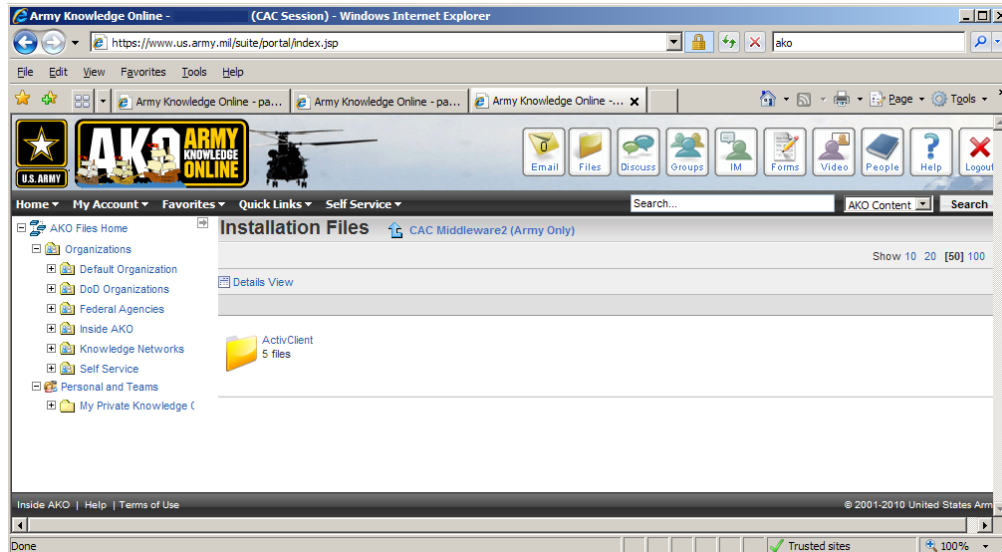 Army Knowledge Online - (CAC Session) - Windows Internet Explorer
https://www.us.army.mil/suite/portal/index.jsp
ako
File Edit View Favorites Tools Help
Army Knowledge Online - pa... Army Knowledge Online - pa... Army Knowledge Online -... Page Tools
U.S. ARMY
AKO ARMY KNOWLEDGE ONLINE
Email Files Discuss Groups IM Forms Video People Help Logout
Home My Account Favorites Quick Links Self Service Search... AKO Content Search
AKO Files Home
Organizations
Default Organization
DoD Organizations
Federal Agencies
Inside AKO
Knowledge Networks
Self Service
Personal and Teams
My Private Knowledge (
Installation Files CAC Middleware2 (Army Only)
Show 10 20 [50] 100
Details View
ActivClient
5 files
Inside AKO | Help | Terms of Use © 2001-2010 United States Arm
Done Trusted sites 100%